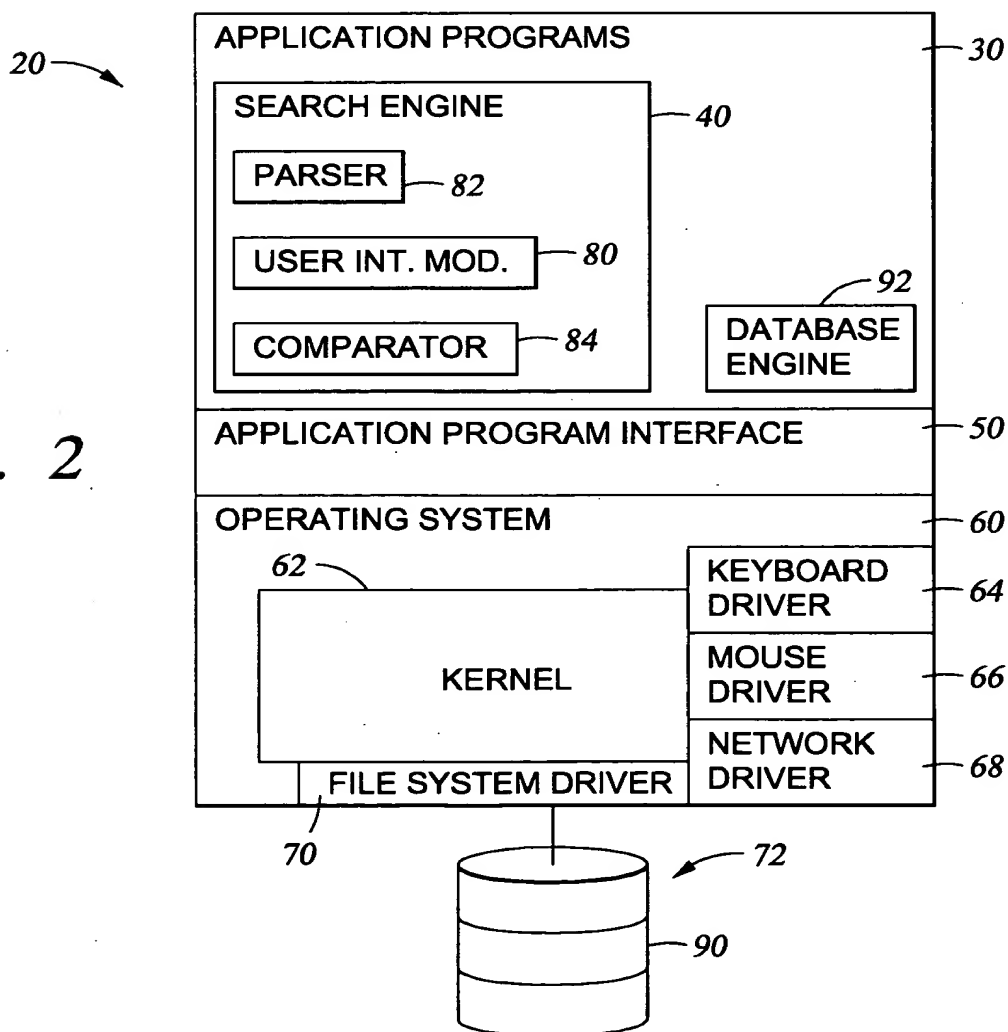 APPLICATION PROGRAMS
30
20
SEARCH ENGINE
40
PARSER
82
USER INT. MOD.
80
92
COMPARATOR
84
DATABASE
ENGINE
. 2
APPLICATION PROGRAM INTERFACE
50
OPERATING SYSTEM
60
62
KEYBOARD
DRIVER
64
KERNEL
MOUSE
DRIVER
66
NETWORK
DRIVER
68
FILE SYSTEM DRIVER
70
72
90